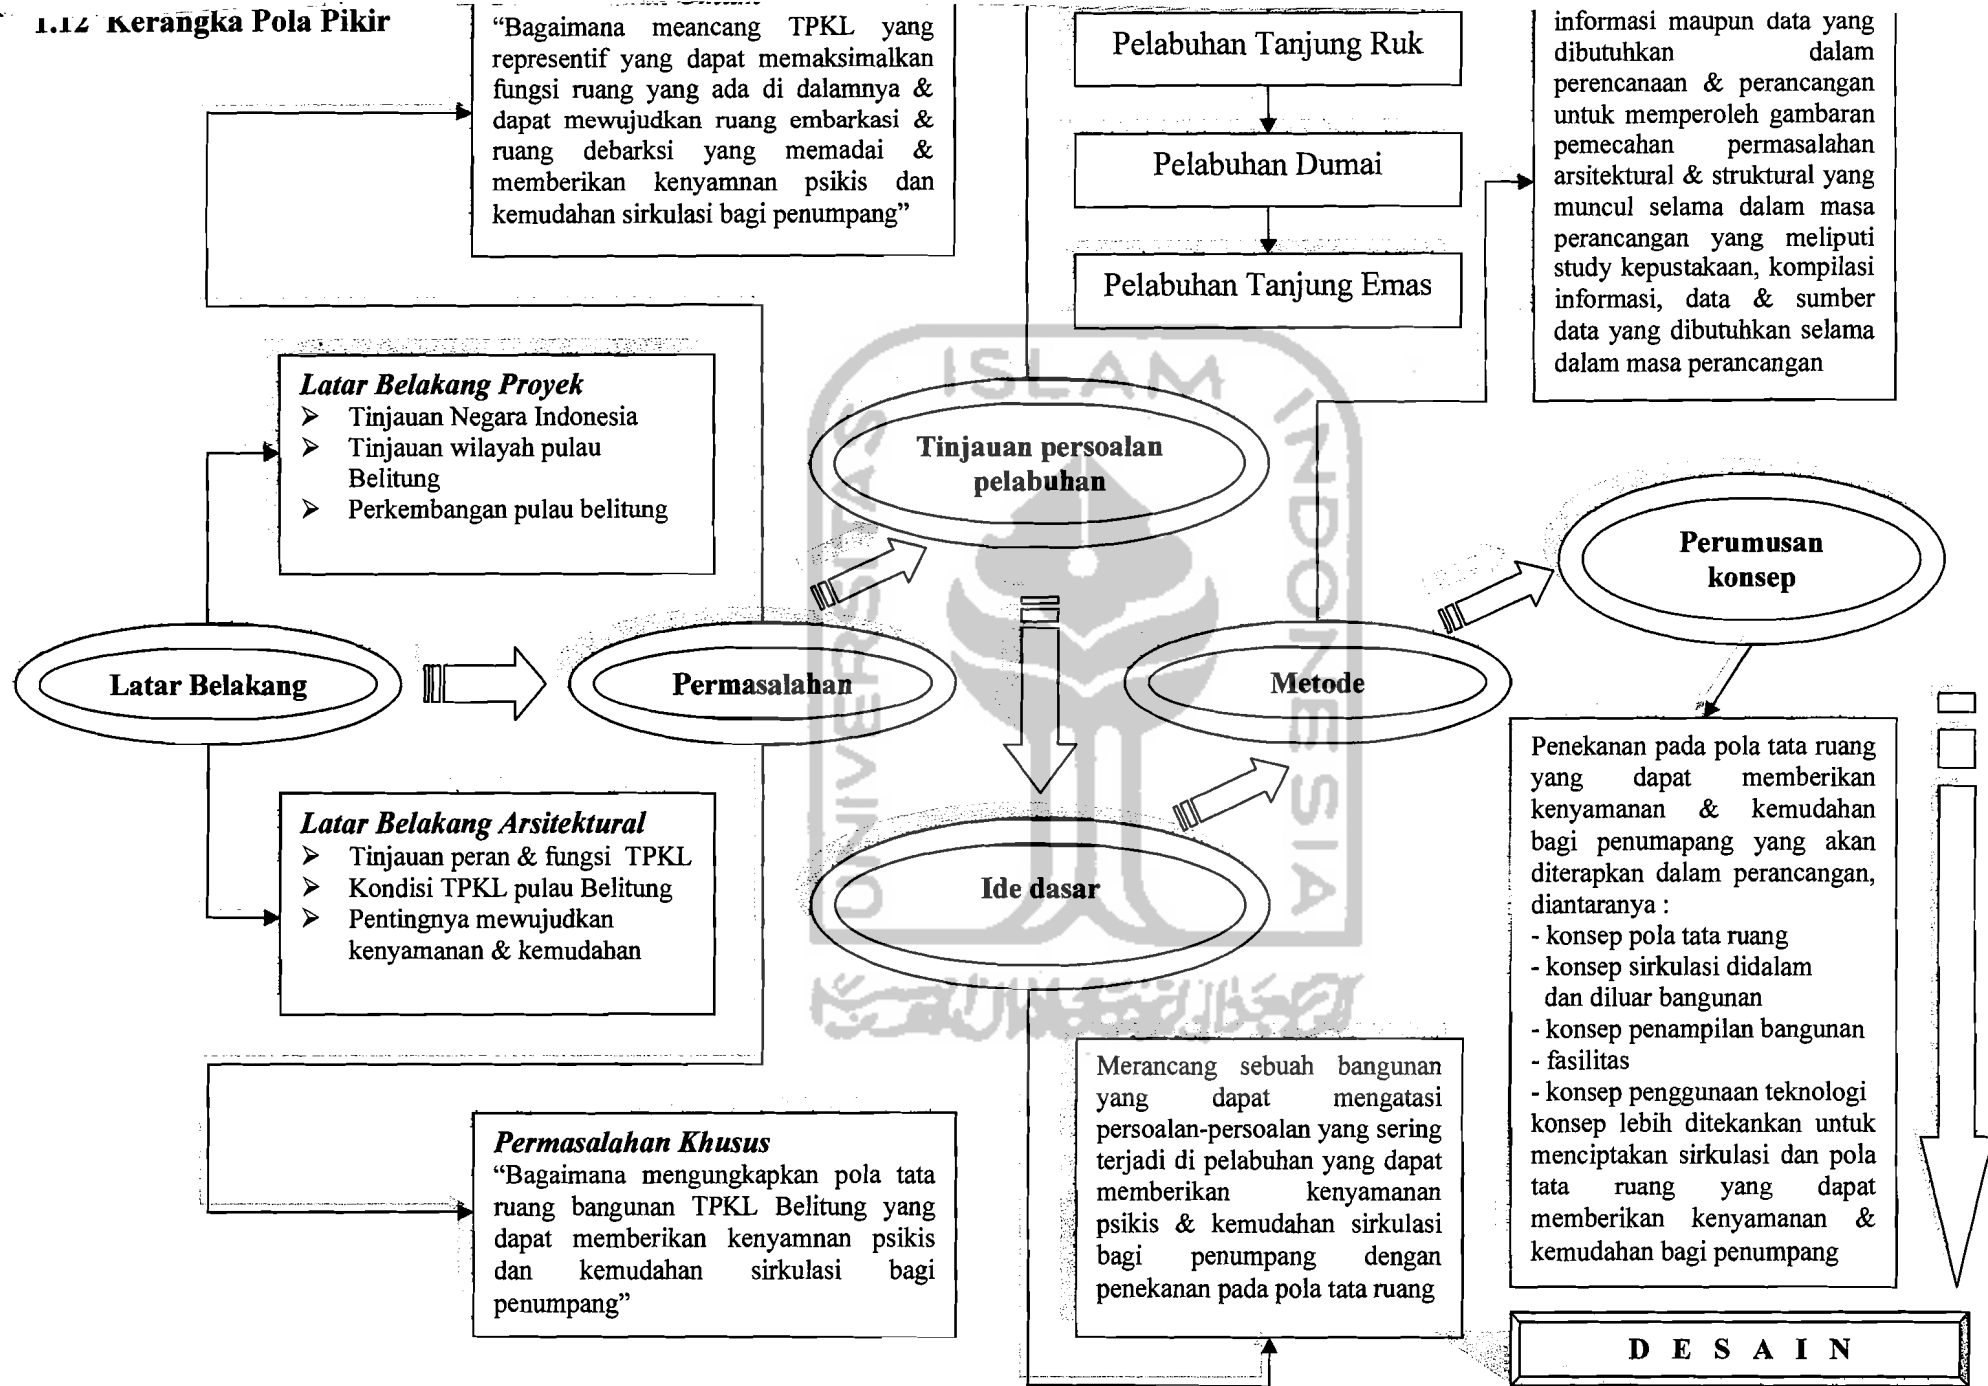 1.12 Kerangka Pola Pikir
“Bagaimana meancang TPKL yang
representif yang dapat memaksimalkan
fungsi ruang yang ada di dalamnya &
dapat mewujudkan ruang embarkasi &
ruang debarksi yang memadai &
memberikan kenyamnan psikis dan
kemudahan sirkulasi bagi penumpang”
Pelabuhan Tanjung Ruk
Pelabuhan Dumai
Pelabuhan Tanjung Emas
informasi maupun data yang
dibutuhkan dalam
perencanaan & perancangan
untuk memperoleh gambaran
pemecahan permasalahan
arsitektural & struktural yang
muncul selama dalam masa
perancangan yang meliputi
study kepustakaan, kompilasi
informasi, data & sumber
data yang dibutuhkan selama
dalam masa perancangan
Latar Belakang Proyek
➢ Tinjauan Negara Indonesia
➢ Tinjauan wilayah pulau
Belitung
➢ Perkembangan pulau belitung
Tinjauan persoalan
pelabuhan
Perumusan
konsep
Latar Belakang
Permasalahan
Metode
Latar Belakang Arsitektural
➢ Tinjauan peran & fungsi TPKL
➢ Kondisi TPKL pulau Belitung
➢ Pentingnya mewujudkan
kenyamanan & kemudahan
Ide dasar
Penekanan pada pola tata ruang
yang dapat memberikan
kenyamanan & kemudahan
bagi penumapang yang akan
diterapkan dalam perancangan,
diantaranya :
- konsep pola tata ruang
- konsep sirkulasi didalam
dan diluar bangunan
- konsep penampilan bangunan
- fasilitas
- konsep penggunaan teknologi
konsep lebih ditekankan untuk
menciptakan sirkulasi dan pola
tata ruang yang dapat
memberikan kenyamanan &
kemudahan bagi penumpang
Permasalahan Khusus
“Bagaimana mengungkapkan pola tata
ruang bangunan TPKL Belitung yang
dapat memberikan kenyamnan psikis
dan kemudahan sirkulasi bagi
penumpang”
Merancang sebuah bangunan
yang dapat mengatasi
persoalan-persoalan yang sering
terjadi di pelabuhan yang dapat
memberikan kenyamanan
psikis & kemudahan sirkulasi
bagi penumpang dengan
penekanan pada pola tata ruang
D E S A I N
UNIVERSITAS
ISLAM
INDONESIA